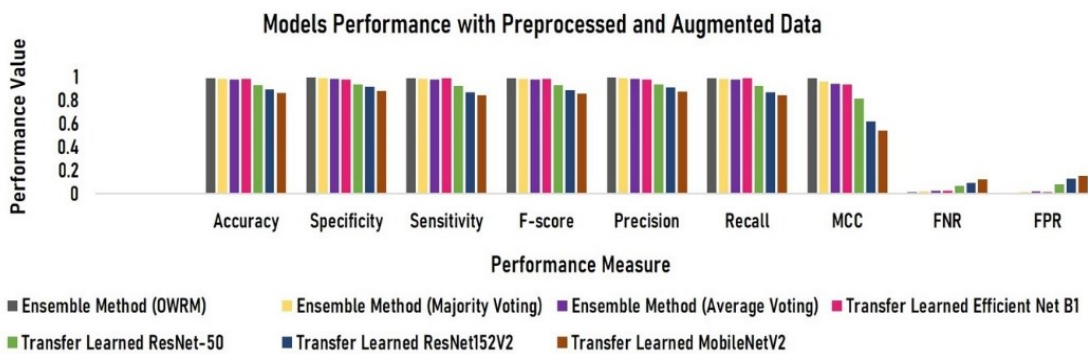 Models Performance with Preprocessed and Augmented Data
Performance Value
1
0.8
0.6
0.4
0.2
0
Accuracy Specificity Sensitivity F-score Precision Recall MCC FNR FPR
Performance Measure
Ensemble Method (OWRM) Ensemble Method (Majority Voting) Ensemble Method (Average Voting) Transfer Learned Efficient Net B1
Transfer Learned ResNet-50 Transfer Learned ResNet152V2 Transfer Learned MobileNetV2